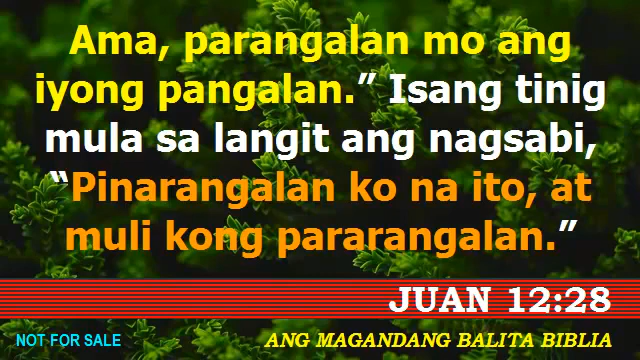 Ama, parangalan mo ang
iyong pangalan.” Isang tinig
mula sa langit ang nagsabi,
“Pinarangalan ko na ito, at
muli kong pararangalan.”
JUAN 12:28
NOT FOR SALE
ANG MAGANDANG BALITA BIBLIA